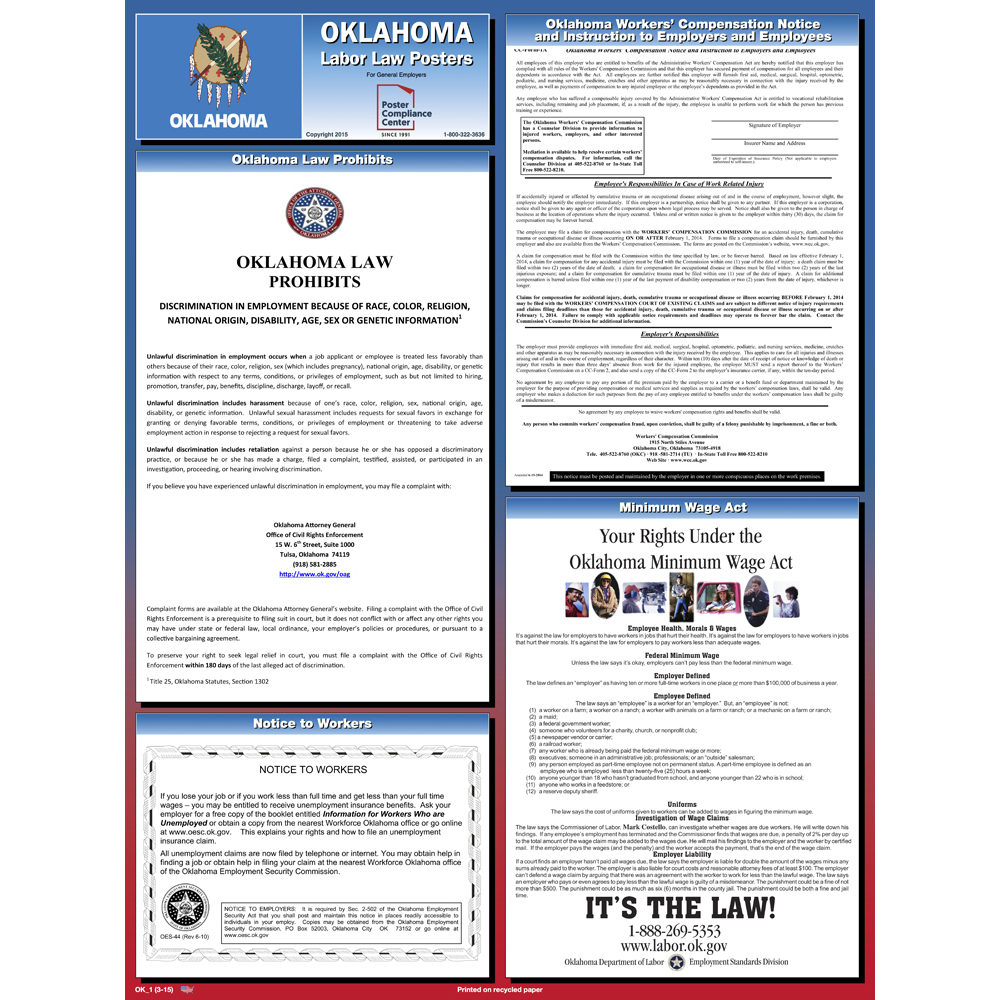 OKLAHOMA
OKLAHOMA
Labor Law Posters
For General Employers
Poster
Compliance
Center
SINCE 1991
Copyright 2015
1-800-322-3636
Oklahoma Law Prohibits
OKLAHOMA LAW
PROHIBITS
DISCRIMINATION IN EMPLOYMENT BECAUSE OF RACE, COLOR, RELIGION,
NATIONAL ORIGIN, DISABILITY, AGE, SEX OR GENETIC INFORMATION1
Unlawful discrimination in employment occurs when a job applicant or employee is treated less favorably than
others because of their race, color, religion, sex (which includes pregnancy), national origin, age, disability, or genetic
information with respect to any terms, conditions, or privileges of employment, such as but not limited to hiring,
promotion, transfer, pay, benefits, discipline, discharge, layoff, or recall.
Unlawful discrimination includes harassment because of one's race, color, religion, sex, national origin, age,
disability, or genetic information. Unlawful sexual harassment includes requests for sexual favors in exchange for
granting or denying favorable terms, conditions, or privileges of employment or threatening to take adverse
employment action in response to rejecting a request for sexual favors.
Unlawful discrimination includes retaliation against a person because he or she has opposed a discriminatory
practice, or because he or she has made a charge, filed a complaint, testified, assisted, or participated in an
investigation, proceeding, or hearing involving discrimination.
If you believe you have experienced unlawful discrimination in employment, you may file a complaint with:
Oklahoma Attorney General
Office of Civil Rights Enforcement
15 W. 6th Street, Suite 1000
Tulsa, Oklahoma 74119
(918) 581-2885
http://www.ok.gov/oag
Complaint forms are available at the Oklahoma Attorney General's website. Filing a complaint with the Office of Civil
Rights Enforcement is a prerequisite to filing suit in court, but it does not conflict with or affect any other rights you
may have under state or federal law, local ordinance, your employer's policies or procedures, or pursuant to a
collective bargaining agreement.
To preserve your right to seek legal relief in court, you must file a complaint with the Office of Civil Rights
Enforcement within 180 days of the last alleged act of discrimination.
1 Title 25, Oklahoma Statutes, Section 1302
Notice to Workers
NOTICE TO WORKERS
If you lose your job or if you work less than full time and get less than your full time
wages – you may be entitled to receive unemployment insurance benefits. Ask your
employer for a free copy of the booklet entitled Information for Workers Who are
Unemployed or obtain a copy from the nearest Workforce Oklahoma office or go online
at www.oesc.ok.gov. This explains your rights and how to file an unemployment
insurance claim.
All unemployment claims are now filed by telephone or internet. You may obtain help in
finding a job or obtain help in filing your claim at the nearest Workforce Oklahoma office
of the Oklahoma Employment Security Commission.
OES-44 (Rev 6-10)
NOTICE TO EMPLOYERS: It is required by Sec. 2-502 of the Oklahoma Employment
Security Act that you shall post and maintain this notice in places readily accessible to
individuals in your employ. Copies may be obtained from the Oklahoma Employment
Security Commission, PO Box 52003, Oklahoma City OK 73152 or go online at
www.oesc.ok.gov
Oklahoma Workers' Compensation Notice
and Instruction to Employers and Employees
Oklahoma Workers' Compensation Notice and Instruction to Employers and Employees
All employees of this employer who are entitled to benefits of the Administrative Workers' Compensation Act are hereby notified that this employer has
complied with all rules of the Workers' Compensation Commission and that this employer has secured payment of compensation for all employees and their
dependents in accordance with the Act. All employees are further notified this employer will furnish first aid, medical, surgical, hospital, optometric,
podiatric, and nursing services, medicine, crutches and other apparatus as may be reasonably necessary in connection with the injury received by the
employee, as well as payments of compensation to any injured employee or the employee's dependents as provided in the Act.
Any employee who has suffered a compensable injury covered by the Administrative Workers' Compensation Act is entitled to vocational rehabilitation
services, including retraining and job placement, if, as a result of the injury, the employee is unable to perform work for which the person has previous
training or experience.
The Oklahoma Workers' Compensation Commission
has a Counselor Division to provide information to
injured workers, employers, and other interested
persons.
Mediation is available to help resolve certain workers'
compensation disputes. For information, call the
Counselor Division at 405-522-8760 or In-State Toll
Free 800-522-8210.
Signature of Employer
Insurer Name and Address
Date of Expiration of Insurance Policy (Not applicable to employers
authorized to self-insure.)
Employee's Responsibilities In Case of Work Related Injury
If accidentally injured or affected by cumulative trauma or an occupational disease arising out of and in the course of employment, however slight, the
employee should notify the employer immediately. If this employer is a partnership, notice shall be given to any partner. If this employer is a corporation,
notice shall be given to any agent or officer of the corporation upon whom legal process may be served. Notice shall also be given to the person in charge of
business at the location of operations where the injury occurred. Unless oral or written notice is given to the employer within thirty (30) days, the claim for
compensation may be forever barred.
The employee may file a claim for compensation with the WORKERS' COMPENSATION COMMISSION for an accidental injury, death, cumulative
trauma or occupational disease or illness occurring ON OR AFTER February 1, 2014. Forms to file a compensation claim should be furnished by this
employer and also are available from the Workers' Compensation Commission. The forms are posted on the Commission's website, www.wcc.ok.gov.
A claim for compensation must be filed with the Commission within the time specified by law, or be forever barred. Based on law effective February 1,
2014, a claim for compensation for any accidental injury must be filed with the Commission within one (1) year of the date of injury; a death claim must be
filed within two (2) years of the date of death; a claim for compensation for occupational disease or illness must be filed within two (2) years of the last
injurious exposure; and a claim for compensation for cumulative trauma must be filed within one (1) year of the date of injury. A claim for additional
compensation is barred unless filed within one (1) year of the last payment of disability compensation or two (2) years from the date of injury, whichever is
longer.
Claims for compensation for accidental injury, death, cumulative trauma or occupational disease or illness occurring BEFORE February 1, 2014
may be filed with the WORKERS' COMPENSATION COURT OF EXISTING CLAIMS and are subject to different notice of injury requirements
and claims filing deadlines than those for accidental injury, death, cumulative trauma or occupational disease or illness occurring on or after
February 1, 2014. Failure to comply with applicable notice requirements and deadlines may operate to forever bar the claim. Contact the
Commission's Counselor Division for additional information.
Employer's Responsibilities
The employer must provide employees with immediate first aid, medical, surgical, hospital, optometric, podiatric, and nursing services, medicine, crutches
and other apparatus as may be reasonably necessary in connection with the injury received by the employee. This applies to care for all injuries and illnesses
arising out of and in the course of employment, regardless of their character. Within ten (10) days after the date of receipt of notice or knowledge of death or
injury that results in more than three days' absence from work for the injured employee, the employer MUST send a report thereof to the Workers'
Compensation Commission on a CC-Form 2, and also send a copy of the CC-Form 2 to the employer's insurance carrier, if any, within the ten-day period.
No agreement by any employee to pay any portion of the premium paid by the employer to a carrier or a benefit fund or department maintained by the
employer for the purpose of providing compensation or medical services and supplies as required by the workers' compensation laws, shall be valid. Any
employer who makes a deduction for such purposes from the pay of any employee entitled to benefits under the workers' compensation laws shall be guilty
of a misdemeanor.
No agreement by any employee to waive workers' compensation rights and benefits shall be valid.
Any person who commits workers' compensation fraud, upon conviction, shall be guilty of a felony punishable by imprisonment, a fine or both.
Workers' Compensation Commission
1915 North Stiles Avenue
Oklahoma City, Oklahoma 73105-4918
Tele. 405-522-8760 (OKC) · 918-581-2714 (TU) · In-State Toll Free 800-522-8210
Web Site · www.wcc.ok.gov
This notice must be posted and maintained by the employer in one or more conspicuous places on the work premises.
Minimum Wage Act
Your Rights Under the
Oklahoma Minimum Wage Act
Employee Health, Morals & Wages
It's against the law for employers to have workers in jobs that hurt their health. It's against the law for employers to have workers in jobs
that hurt their morals. It's against the law for employers to pay workers less than adequate wages.
Federal Minimum Wage
Unless the law says it's okay, employers can't pay less than the federal minimum wage.
Employer Defined
The law defines an "employer" as having ten or more full-time workers in one place or more than $100,000 of business a year.
Employee Defined
The law says an "employee" is a worker for an "employer." But, an "employee" is not:
(1) a worker on a farm; a worker on a ranch; a worker with animals on a farm or ranch; or a mechanic on a farm or ranch;
(2) a maid;
(3) a federal government worker;
(4) someone who volunteers for a charity, church, or nonprofit club;
(5) a newspaper vendor or carrier;
(6) a railroad worker;
(7) any worker who is already being paid the federal minimum wage or more;
(8) executives; someone in an administrative job; professionals; or an "outside" salesman;
(9) any person employed as part-time employee not on permanent status. A part-time employee is defined as an
employee who is employed less than twenty-five (25) hours a week;
(10) anyone younger than 18 who hasn't graduated from school, and anyone younger than 22 who is in school;
(11) anyone who works in a feedstore; or
(12) a reserve deputy sheriff.
Uniforms
The law says the cost of uniforms given to workers can be added to wages in figuring the minimum wage.
Investigation of Wage Claims
The law says the Commissioner of Labor, Mark Costello, can investigate whether wages are due workers. He will write down his
findings. If any employee's employment has terminated and the Commissioner finds that wages are due, a penalty of 2% per day up
to the total amount of the wage claim may be added to the wages due. He will mail his findings to the employer and the worker by certified
mail. If the employer pays the wages (and the penalty) and the worker accepts the payment, that's the end of the wage claim.
Employer Liability
If a court finds an employer hasn't paid all wages due, the law says the employer is liable for double the amount of the wages minus any
sums already paid to the worker. The employer is also liable for court costs and reasonable attorney fees of at least $100. The employer
can't defend a wage claim by arguing that there was an agreement with the worker to work for less than the lawful wage. The law says
an employer who pays or even agrees to pay less than the lawful wage is guilty of a misdemeanor. The punishment could be a fine of not
more than $500. The punishment could be as much as six (6) months in the county jail. The punishment could be both a fine and jail
time.
IT'S THE LAW!
1-888-269-5353
www.labor.ok.gov
Oklahoma Department of Labor
Employment Standards Division
OK_1 (3-15)
Printed on recycled paper